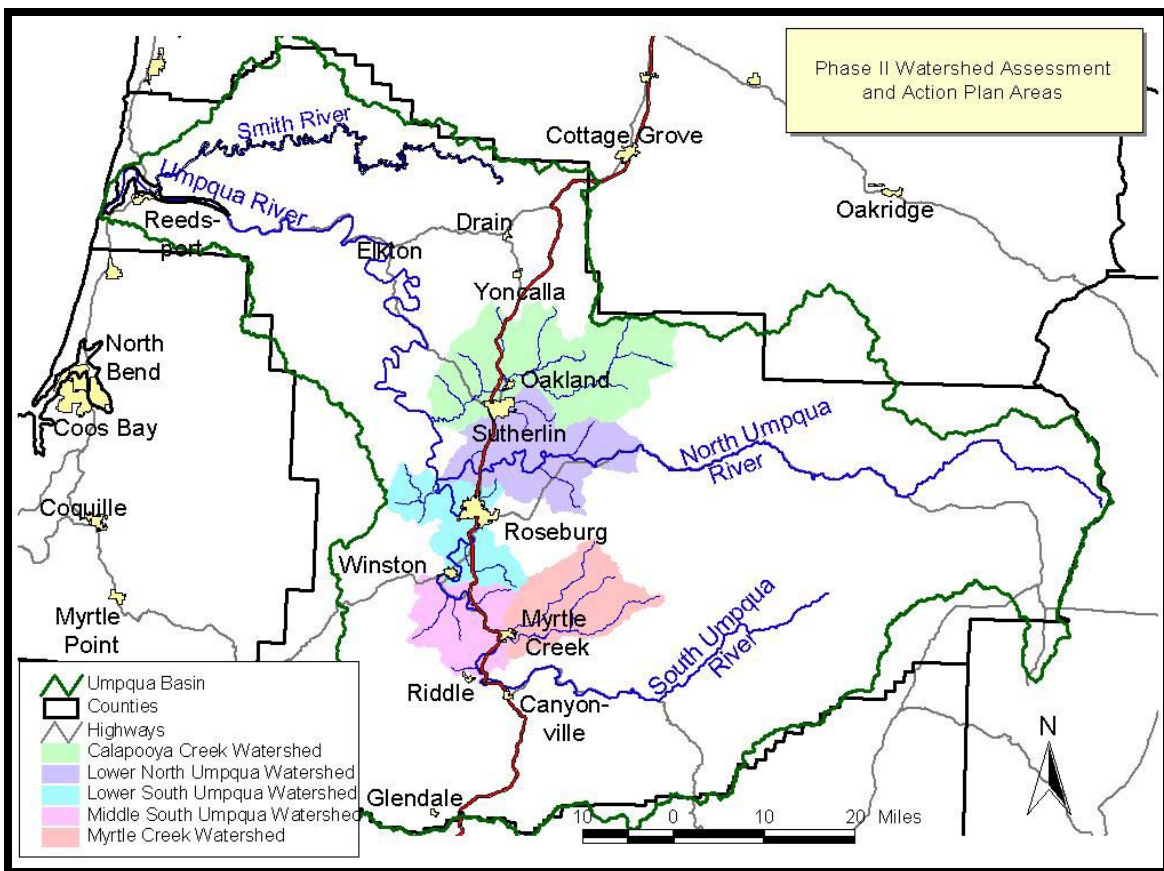 Phase II Watershed Assessment
and Action Plan Areas
Smith River
Cottage Grove
Umpqua River
Oakridge
Reeds-
port
Drain
Elkton
Yoncalla
North
Bend
Oakland
Coos Bay
Sutherlin
North Umpqua
River
Coquille
Roseburg
Winston
Myrtle
Point
Myrtle
Creek
South Umpqua
River
Riddle
Canyon-
ville
Glendale
Umpqua Basin
Counties
Highways
Calapooya Creek Watershed
Lower North Umpqua Watershed
Lower South Umpqua Watershed
Middle South Umpqua Watershed
Myrtle Creek Watershed
N
10 0 10 20 Miles